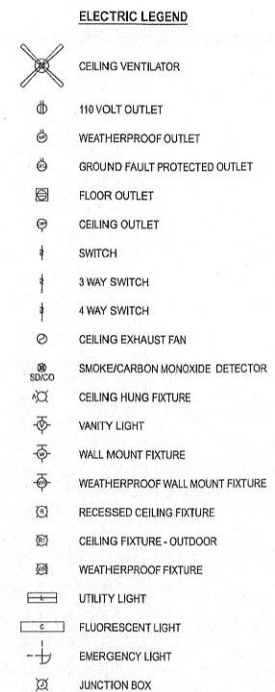 ELECTRIC LEGEND
CEILING VENTILATOR
110 VOLT OUTLET
WEATHERPROOF OUTLET
GROUND FAULT PROTECTED OUTLET
FLOOR OUTLET
CEILING OUTLET
SWITCH
3 WAY SWITCH
4 WAY SWITCH
CEILING EXHAUST FAN
SD/CO SMOKE/CARBON MONOXIDE DETECTOR
CEILING HUNG FIXTURE
V VANITY LIGHT
WALL MOUNT FIXTURE
WEATHERPROOF WALL MOUNT FIXTURE
R RECESSED CEILING FIXTURE
CEILING FIXTURE - OUTDOOR
WEATHERPROOF FIXTURE
L UTILITY LIGHT
C FLUORESCENT LIGHT
EMERGENCY LIGHT
J JUNCTION BOX